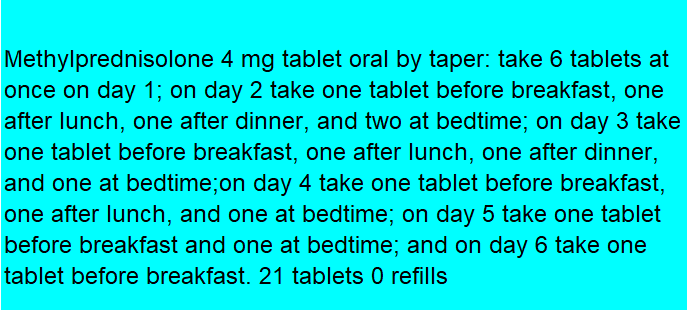 Methylprednisolone 4 mg tablet oral by taper: take 6 tablets at
once on day 1; on day 2 take one tablet before breakfast, one
after lunch, one after dinner, and two at bedtime; on day 3 take
one tablet before breakfast, one after lunch, one after dinner,
and one at bedtime;on day 4 take one tablet before breakfast,
one after lunch, and one at bedtime; on day 5 take one tablet
before breakfast and one at bedtime; and on day 6 take one
tablet before breakfast. 21 tablets 0 refills